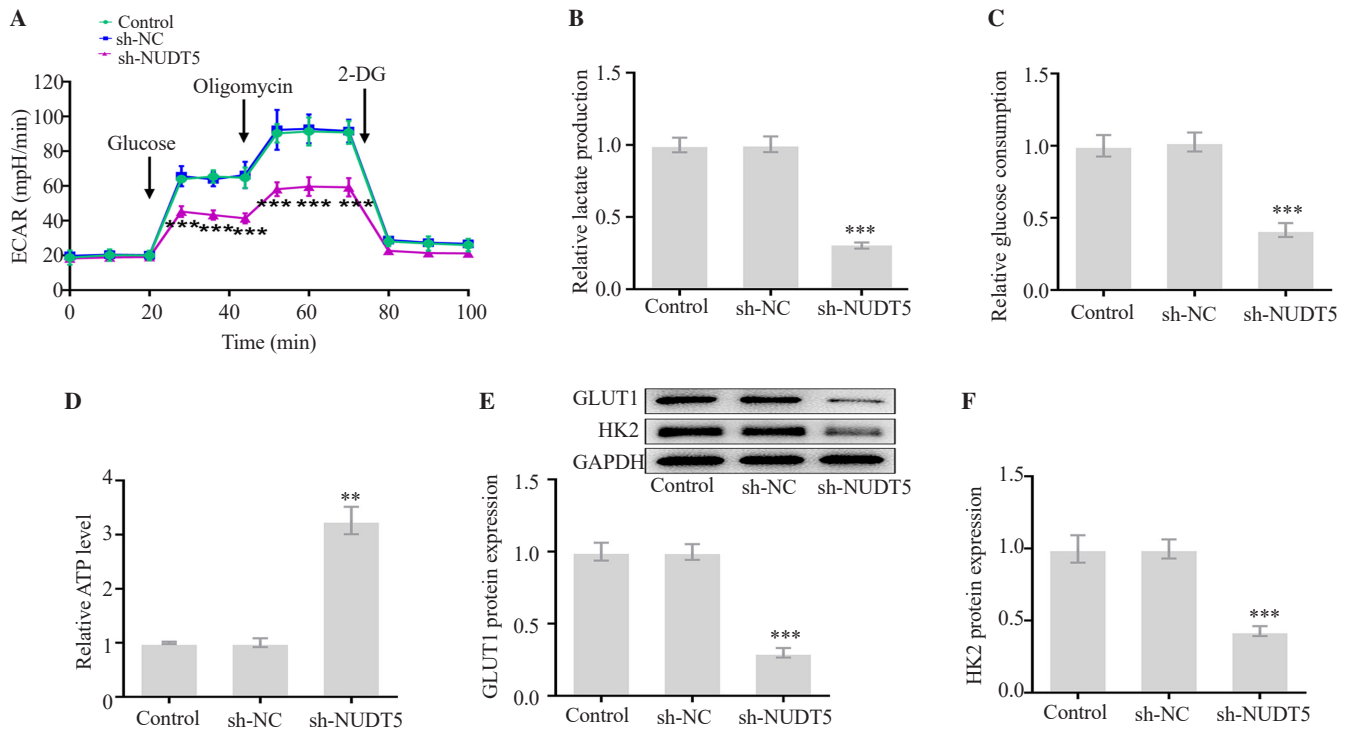 A
Control
sh-NC
sh-NUDT5
ECAR (mpH/min)
120
100
80
60
40
20
0
Glucose
Oligomycin
2-DG
*** *** *** *** *** ***
0 20 40 60 80 100
Time (min)
B
Relative lactate production
1.5
1.0
0.5
0.0
***
Control sh-NC sh-NUDT5
C
Relative glucose consumption
1.5
1.0
0.5
0.0
***
Control sh-NC sh-NUDT5
D
Relative ATP level
4
3
2
1
0
**
Control sh-NC sh-NUDT5
E
GLUT1
HK2
GAPDH
Control sh-NC sh-NUDT5
GLUT1 protein expression
1.5
1.0
0.5
0.0
***
Control sh-NC sh-NUDT5
F
HK2 protein expression
1.5
1.0
0.5
0.0
***
Control sh-NC sh-NUDT5